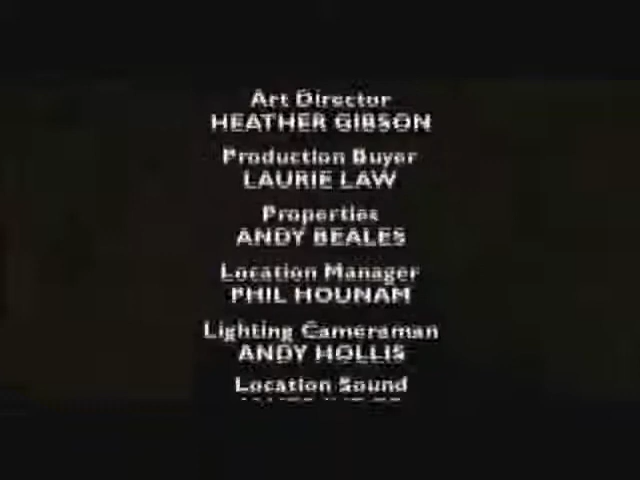 Art Director
HEATHER GIBSON
Production Buyer
LAURIE LAW
Properties
ANDY BEALES
Location Manager
PHIL HOUNAM
Lighting Cameraman
ANDY HOLLIS
Location Sound